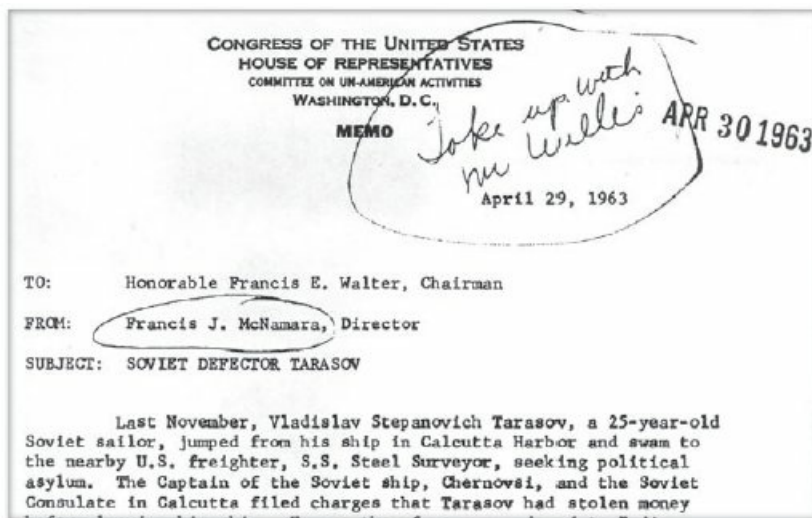 CONGRESS OF THE UNITED STATES
HOUSE OF REPRESENTATIVES
COMMITTEE ON UN-AMERICAN ACTIVITIES
WASHINGTON, D. C.
MEMO
Take up with
Mr Willis
APR 30 1963
April 29, 1963
TO: Honorable Francis E. Walter, Chairman
FROM: Francis J. McNamara, Director
SUBJECT: SOVIET DEFECTOR TARASOV
Last November, Vladislav Stepanovich Tarasov, a 25-year-old
Soviet sailor, jumped from his ship in Calcutta Harbor and swam to
the nearby U.S. freighter, S.S. Steel Surveyor, seeking political
asylum. The Captain of the Soviet ship, Chernovsi, and the Soviet
Consulate in Calcutta filed charges that Tarasov had stolen money